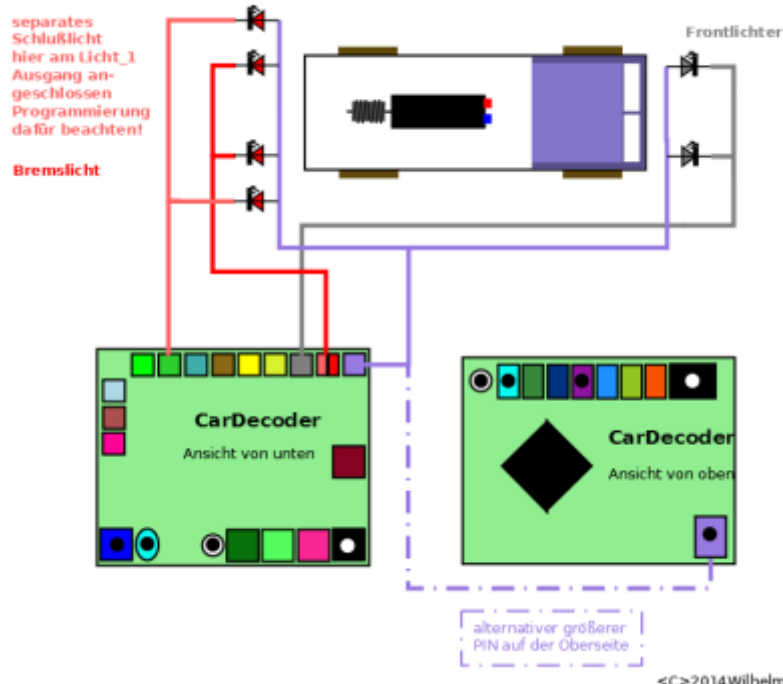 separates
Schlußlicht
hier am Licht_1
Ausgang an-
geschlossen
Programmierung
dafür beachten!
Bremslicht
Frontlichter
CarDecoder
Ansicht von unten
CarDecoder
Ansicht von oben
alternativer größerer
PIN auf der Oberseite
<C>2014Wilhelm